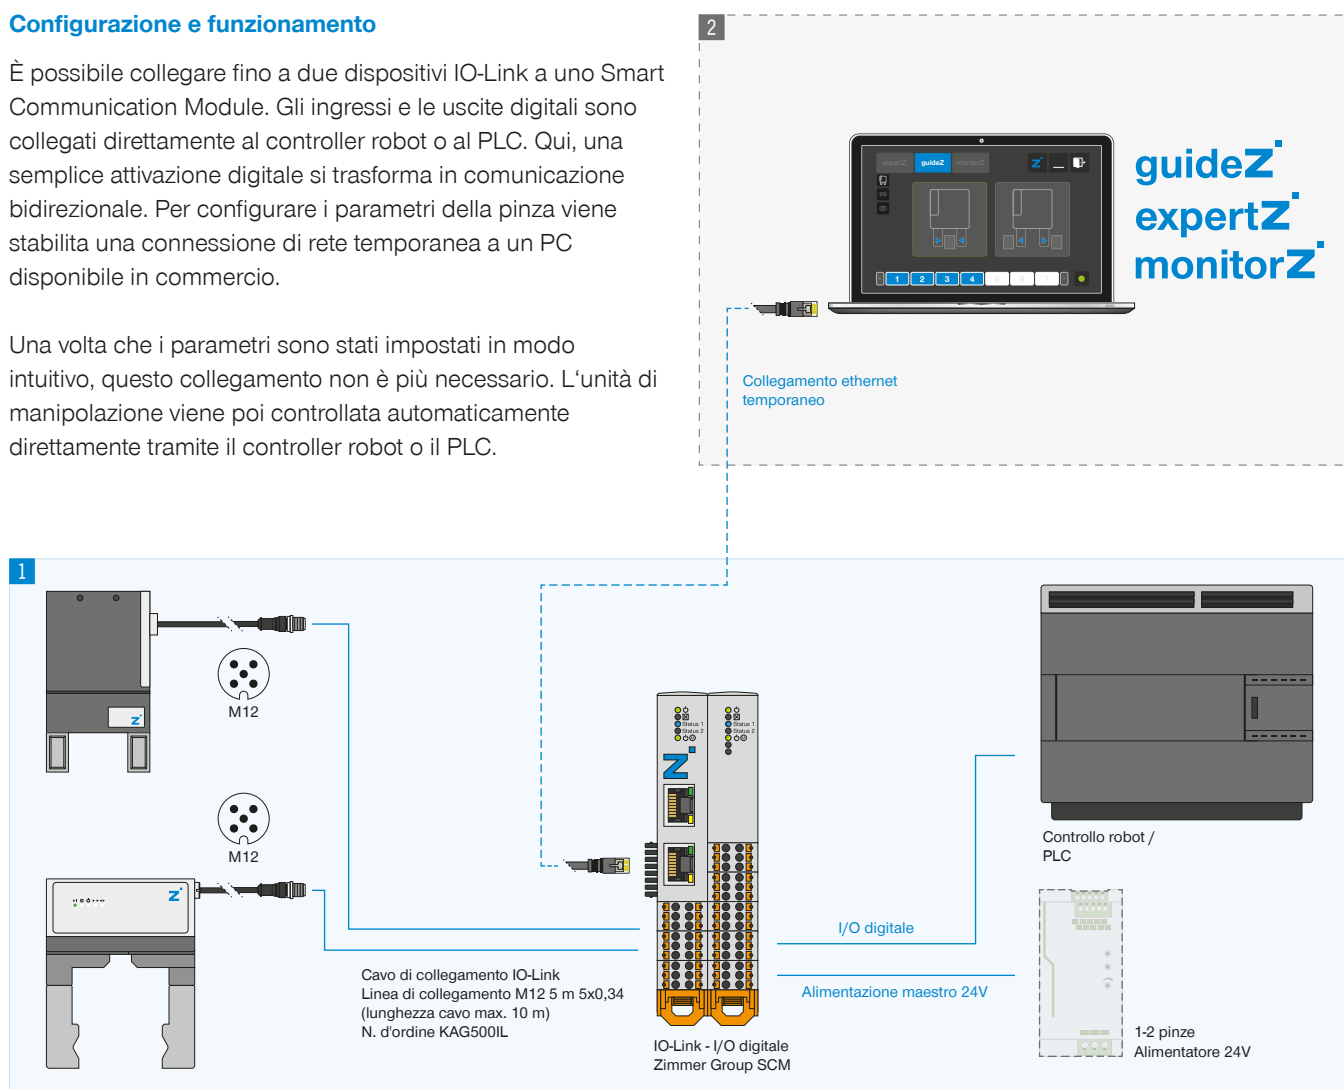 Configurazione e funzionamento
È possibile collegare fino a due dispositivi IO-Link a uno Smart
Communication Module. Gli ingressi e le uscite digitali sono
collegati direttamente al controller robot o al PLC. Qui, una
semplice attivazione digitale si trasforma in comunicazione
bidirezionale. Per configurare i parametri della pinza viene
stabilita una connessione di rete temporanea a un PC
disponibile in commercio.
Una volta che i parametri sono stati impostati in modo
intuitivo, questo collegamento non è più necessario. L‘unità di
manipolazione viene poi controllata automaticamente
direttamente tramite il controller robot o il PLC.
2
expertZ guideZ monitorZ Z
1 2 3 4 5 6 7
guideZ
expertZ
monitorZ
Collegamento ethernet
temporaneo
1
Z
M12
M12
Z
Cavo di collegamento IO-Link
Linea di collegamento M12 5 m 5x0,34
(lunghezza cavo max. 10 m)
N. d'ordine KAG500IL
Status 1
Status 2
Status 1
Status 2
Z
IO-Link - I/O digitale
Zimmer Group SCM
I/O digitale
Alimentazione maestro 24V
Controllo robot /
PLC
1-2 pinze
Alimentatore 24V